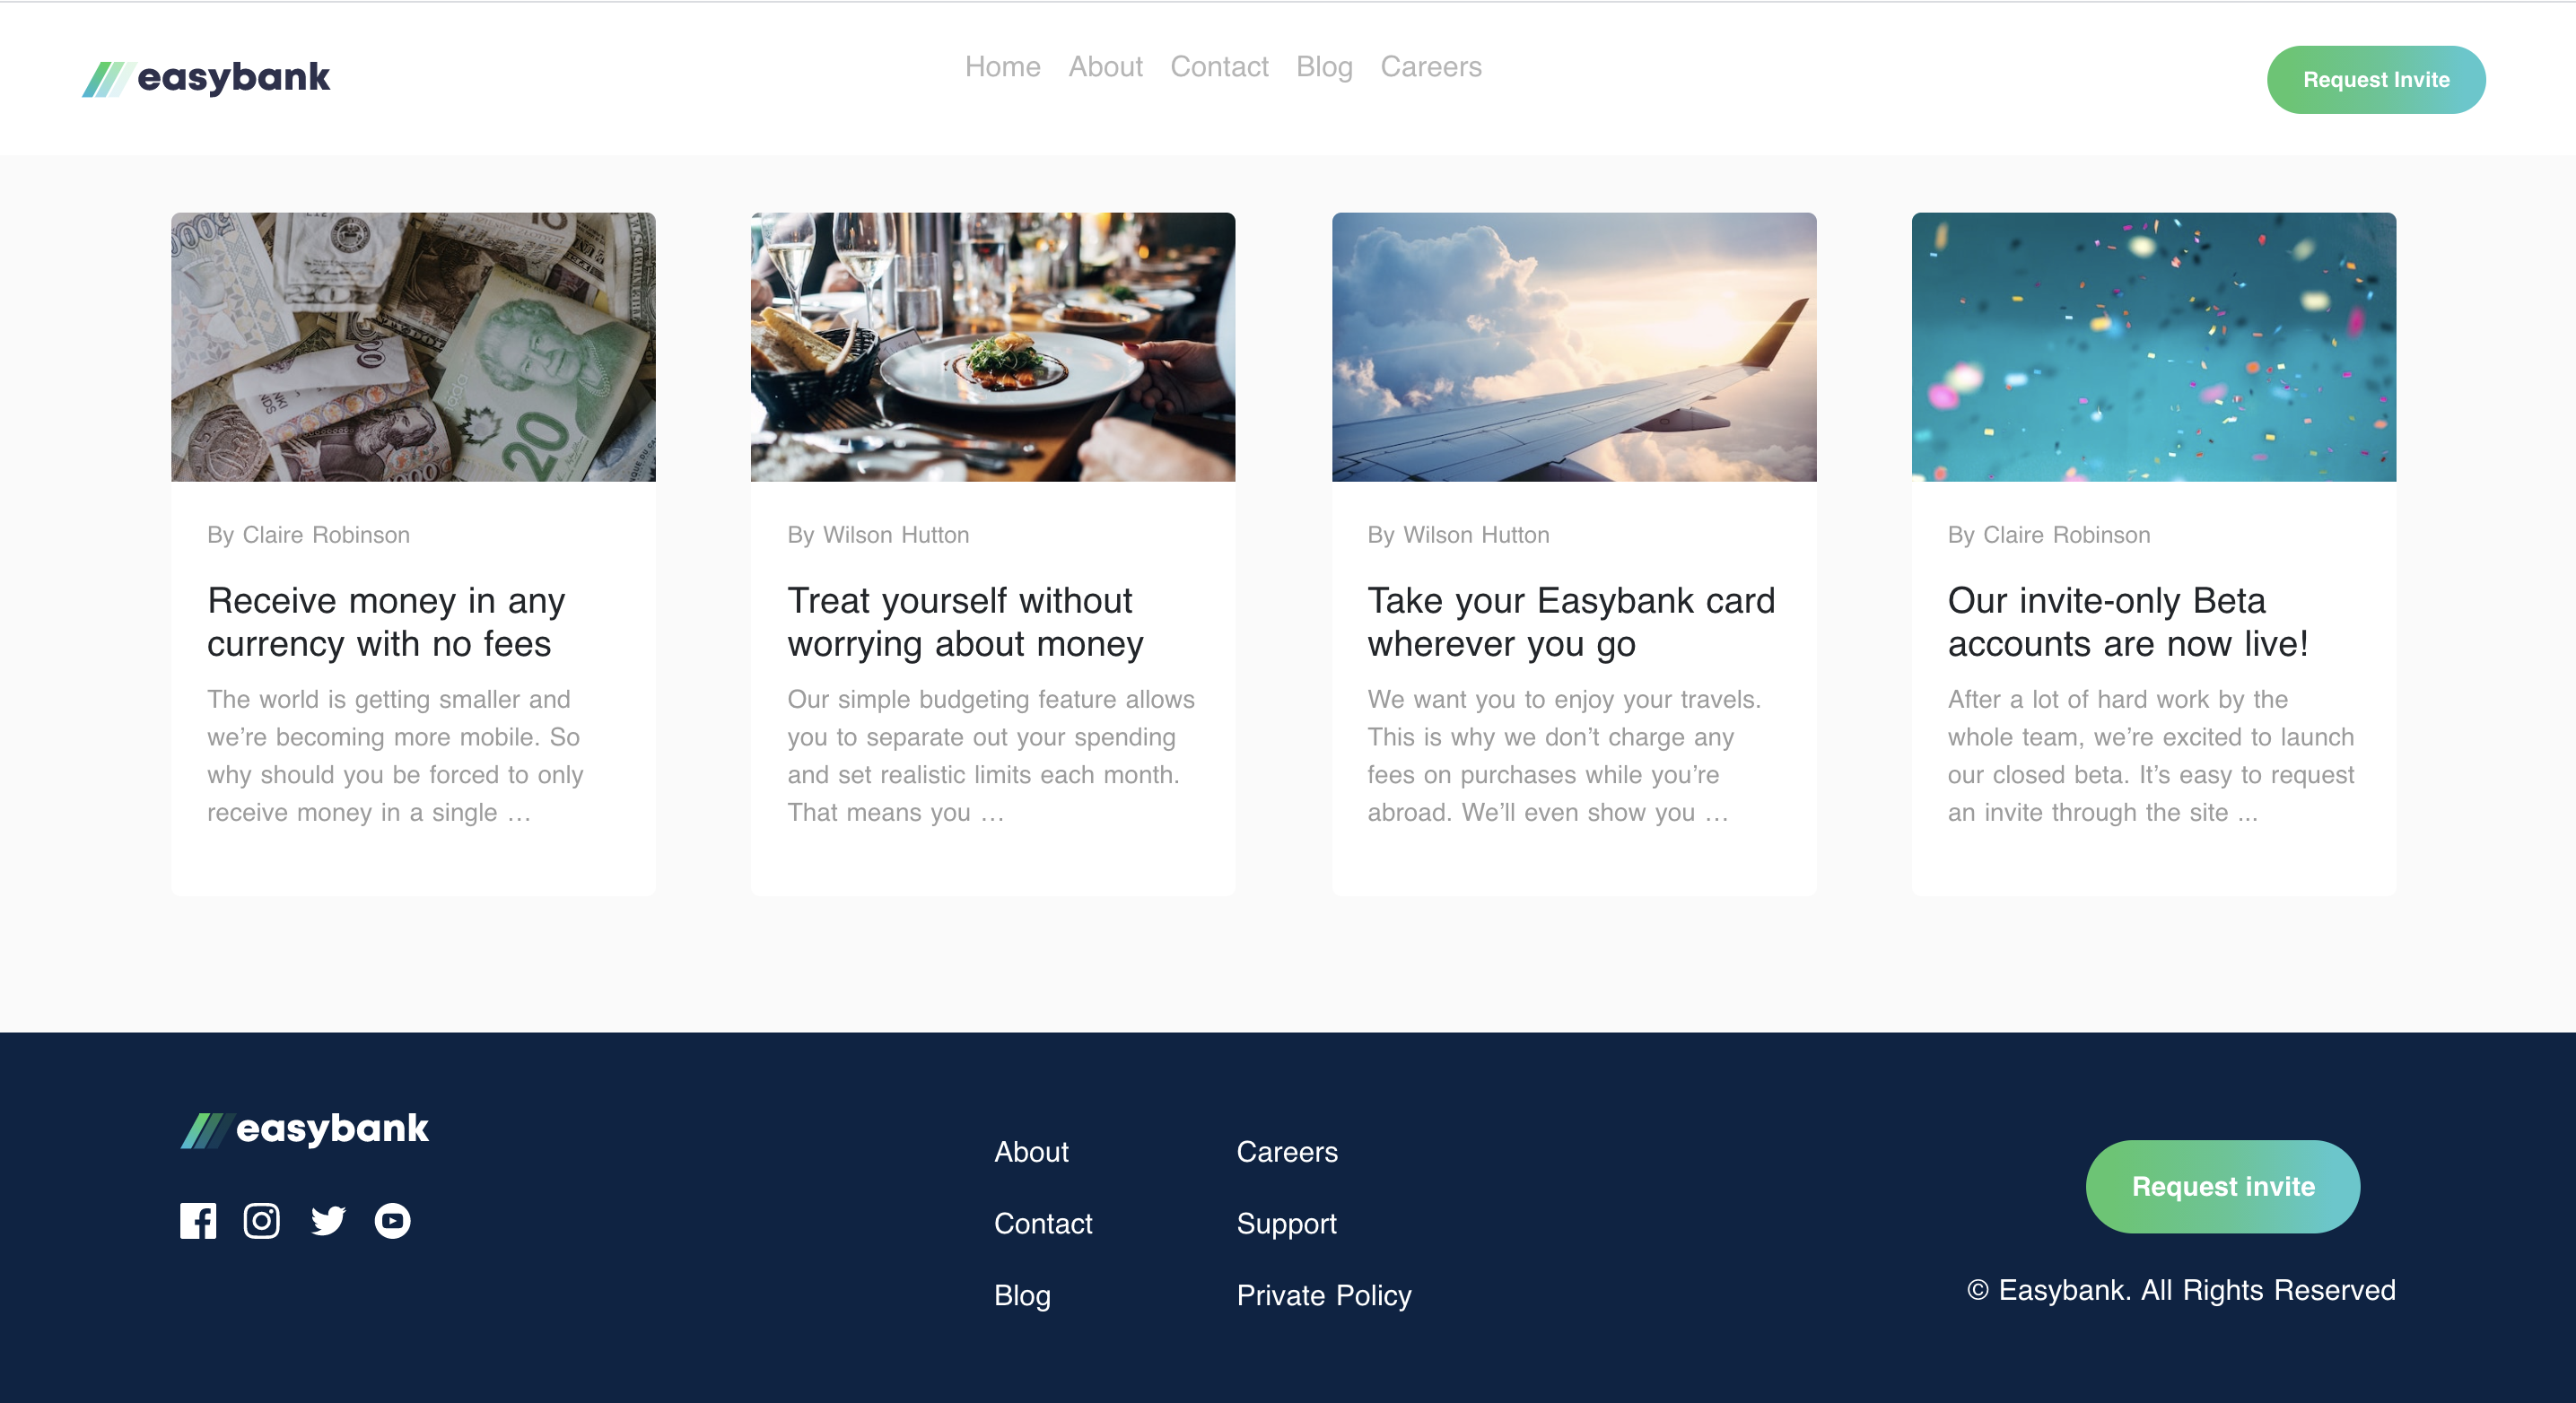 easybank
Home About Contact Blog Careers
Request Invite
5000
10
20
By Claire Robinson
Receive money in any
currency with no fees
The world is getting smaller and
we’re becoming more mobile. So
why should you be forced to only
receive money in a single …
By Wilson Hutton
Treat yourself without
worrying about money
Our simple budgeting feature allows
you to separate out your spending
and set realistic limits each month.
That means you …
By Wilson Hutton
Take your Easybank card
wherever you go
We want you to enjoy your travels.
This is why we don’t charge any
fees on purchases while you’re
abroad. We’ll even show you …
By Claire Robinson
Our invite-only Beta
accounts are now live!
After a lot of hard work by the
whole team, we’re excited to launch
our closed beta. It’s easy to request
an invite through the site ...
easybank
About
Contact
Blog
Careers
Support
Private Policy
Request invite
© Easybank. All Rights Reserved